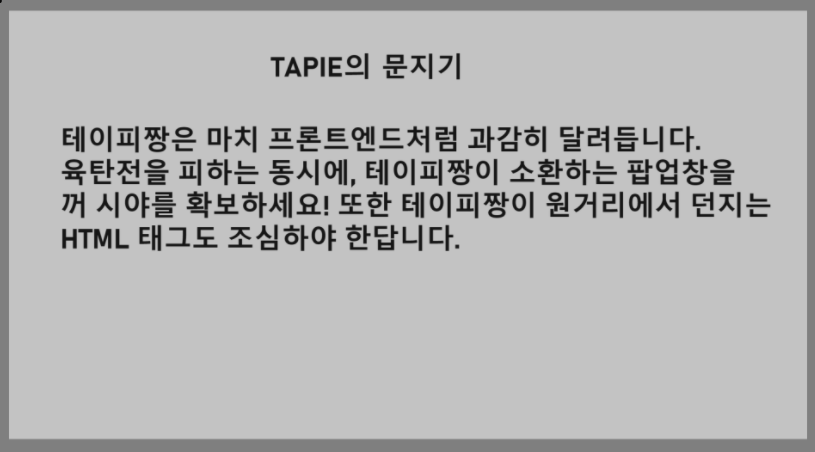 TAPIE의 문지기
테이피짱은 마치 프론트엔드처럼 과감히 달려듭니다.
육탄전을 피하는 동시에, 테이피짱이 소환하는 팝업창을
꺼 시야를 확보하세요! 또한 테이피짱이 원거리에서 던지는
HTML 태그도 조심하야 한답니다.